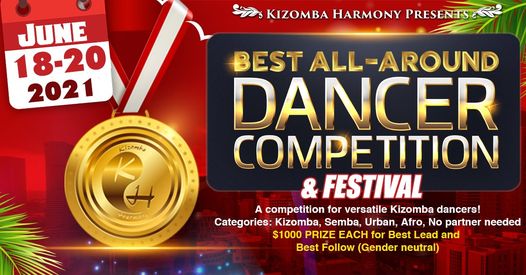 Kizomba Harmony Presents
JUNE
18-20
2021
BEST ALL-AROUND
DANCER
COMPETITION
& FESTIVAL
Kizomba
K
H
Harmony
A competition for versatile Kizomba dancers!
Categories: Kizomba, Semba, Urban, Afro, No partner needed
$1000 PRIZE EACH for Best Lead and
Best Follow (Gender neutral)